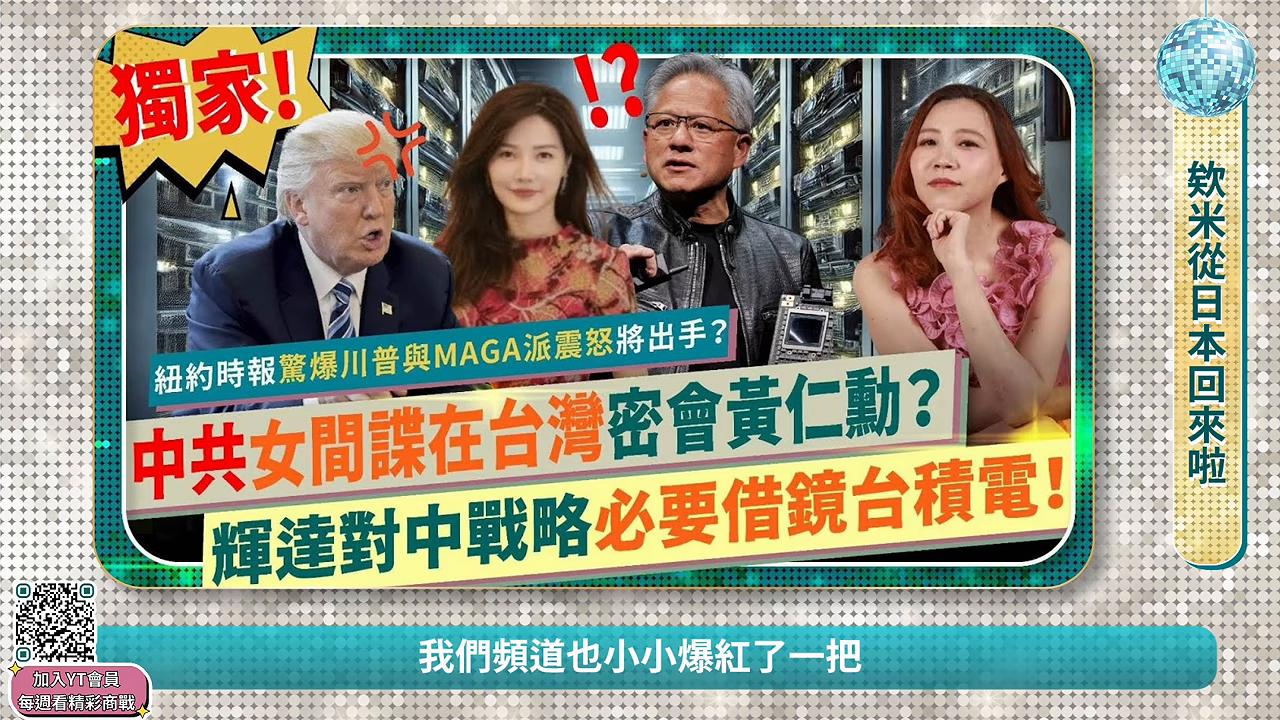 獨家!
!?
紐約時報驚爆川普與MAGA派震怒將出手?
中共女間諜在台灣密會黃仁勳?
輝達對中戰略必要借鏡台積電!
欸米從日本回來啦
我們頻道也小小爆紅了一把
加入YT會員
每週看精彩商戰